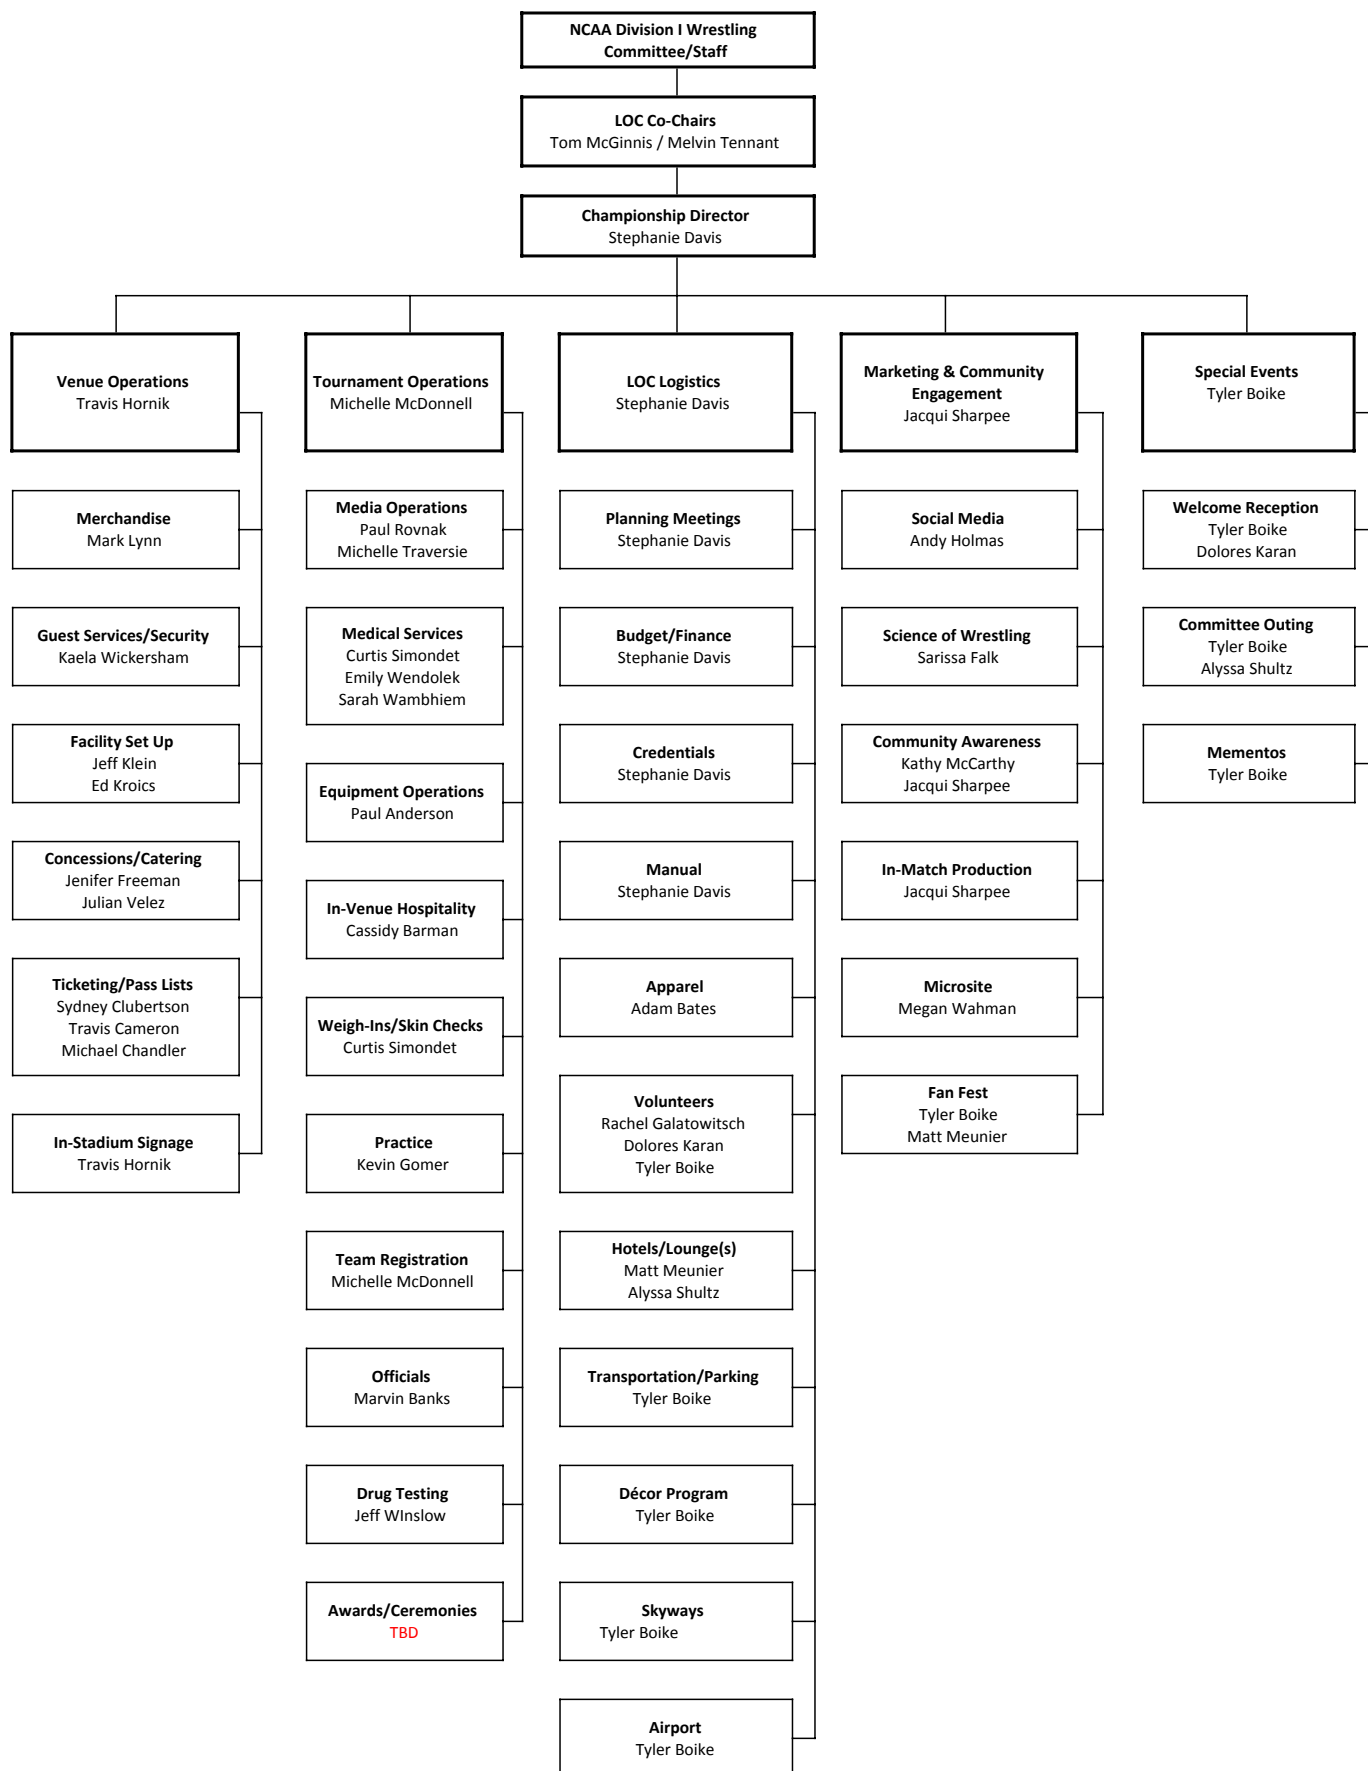 NCAA Division I Wrestling
Committee/Staff
LOC Co-Chairs
Tom McGinnis / Melvin Tennant
Championship Director
Stephanie Davis
Venue Operations
Travis Hornik
Merchandise
Mark Lynn
Guest Services/Security
Kaela Wickersham
Facility Set Up
Jeff Klein
Ed Kroics
Concessions/Catering
Jenifer Freeman
Julian Velez
Ticketing/Pass Lists
Sydney Clubertson
Travis Cameron
Michael Chandler
In-Stadium Signage
Travis Hornik
Tournament Operations
Michelle McDonnell
Media Operations
Paul Rovnak
Michelle Traversie
Medical Services
Curtis Simondet
Emily Wendolek
Sarah Wambhiem
Equipment Operations
Paul Anderson
In-Venue Hospitality
Cassidy Barman
Weigh-Ins/Skin Checks
Curtis Simondet
Practice
Kevin Gomer
Team Registration
Michelle McDonnell
Officials
Marvin Banks
Drug Testing
Jeff WInslow
Awards/Ceremonies
TBD
LOC Logistics
Stephanie Davis
Planning Meetings
Stephanie Davis
Budget/Finance
Stephanie Davis
Credentials
Stephanie Davis
Manual
Stephanie Davis
Apparel
Adam Bates
Volunteers
Rachel Galatowitsch
Dolores Karan
Tyler Boike
Hotels/Lounge(s)
Matt Meunier
Alyssa Shultz
Transportation/Parking
Tyler Boike
Décor Program
Tyler Boike
Skyways
Tyler Boike
Airport
Tyler Boike
Marketing & Community
Engagement
Jacqui Sharpee
Social Media
Andy Holmas
Science of Wrestling
Sarissa Falk
Community Awareness
Kathy McCarthy
Jacqui Sharpee
In-Match Production
Jacqui Sharpee
Microsite
Megan Wahman
Fan Fest
Tyler Boike
Matt Meunier
Special Events
Tyler Boike
Welcome Reception
Tyler Boike
Dolores Karan
Committee Outing
Tyler Boike
Alyssa Shultz
Mementos
Tyler Boike